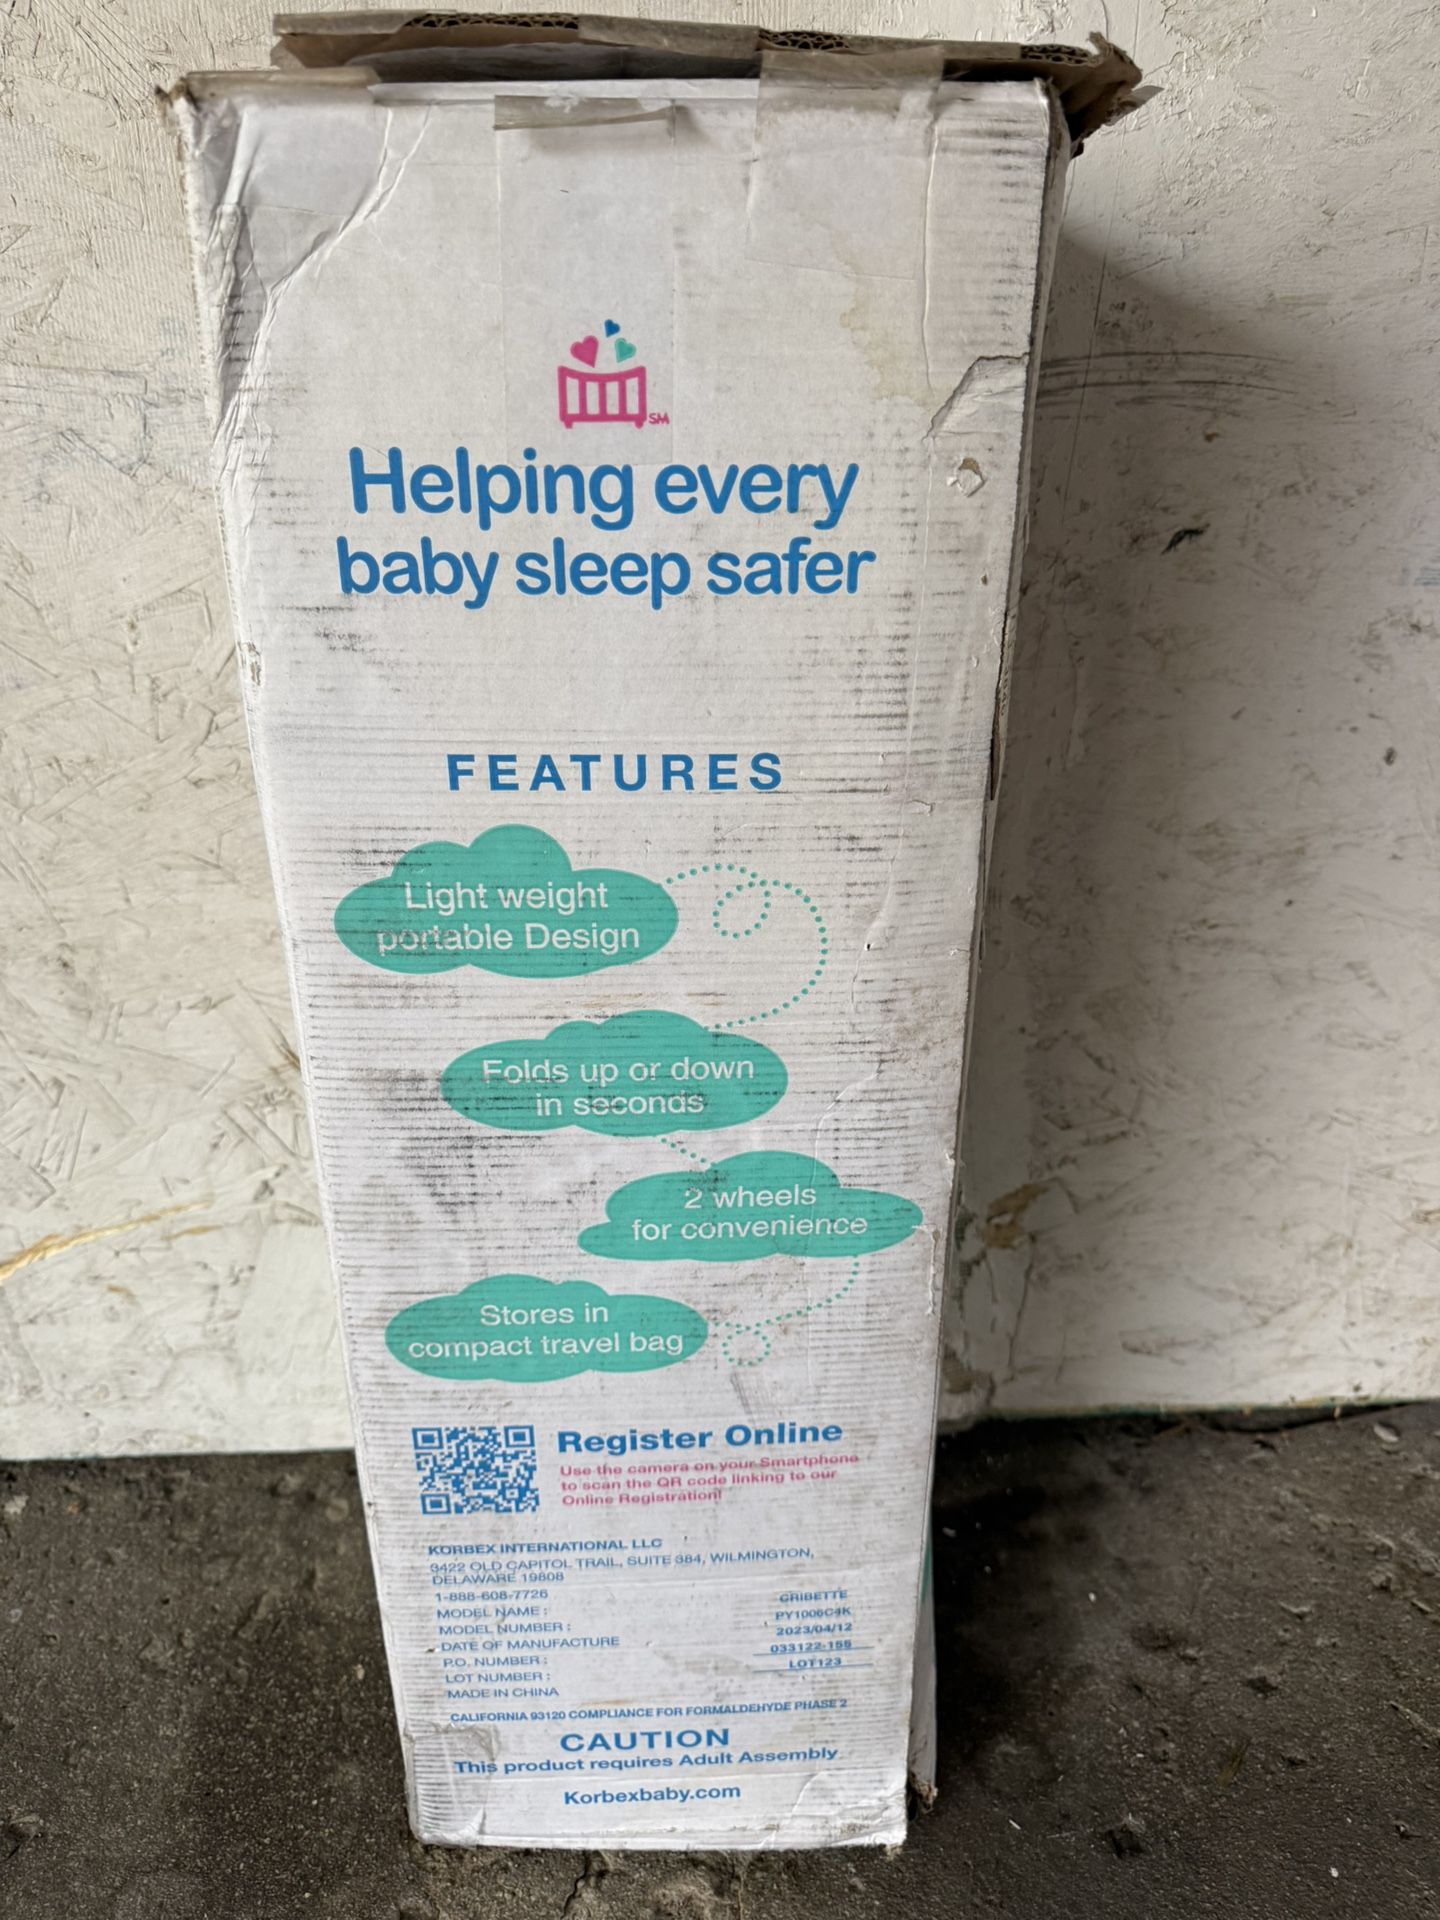 SM
Helping every
baby sleep safer
FEATURES
Light weight
portable Design
Folds up or down
in seconds
2 wheels
for convenience
Stores in
compact travel bag
Register Online
Use the camera on your Smartphone
to scan the QR code linking to our
Online Registration!
KORBEX INTERNATIONAL LLC
3422 OLD CAPITOL TRAIL, SUITE 384, WILMINGTON,
DELAWARE 19808
1-888-608-7726
MODEL NAME : CRIBETTE
MODEL NUMBER : PY1006C4K
DATE OF MANUFACTURE 2023/04/12
P.O. NUMBER : 033122-155
LOT NUMBER : LOT123
MADE IN CHINA
CALIFORNIA 93120 COMPLIANCE FOR FORMALDEHYDE PHASE 2
CAUTION
This product requires Adult Assembly
Korbexbaby.com